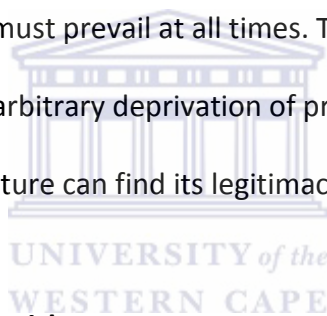 must prevail at all times. T
arbitrary deprivation of pr
ture can find its legitimac
UNIVERSITY of the
WESTERN CAPE